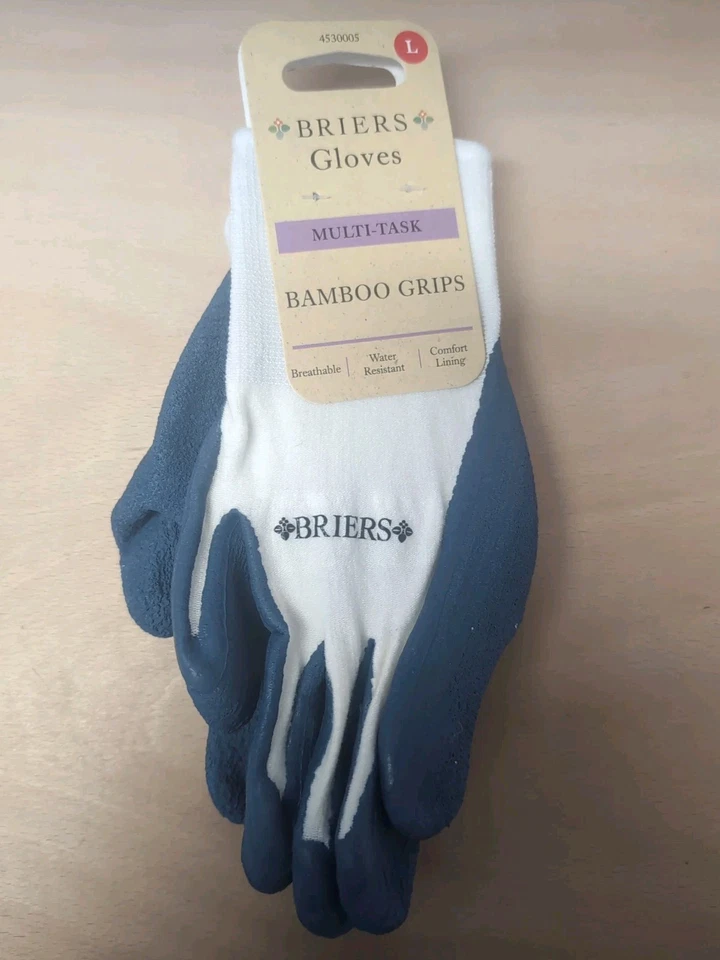 4530005
L
BRIERS
Gloves
MULTI-TASK
BAMBOO GRIPS
Breathable
Water
Resistant
Comfort
Lining
BRIERS